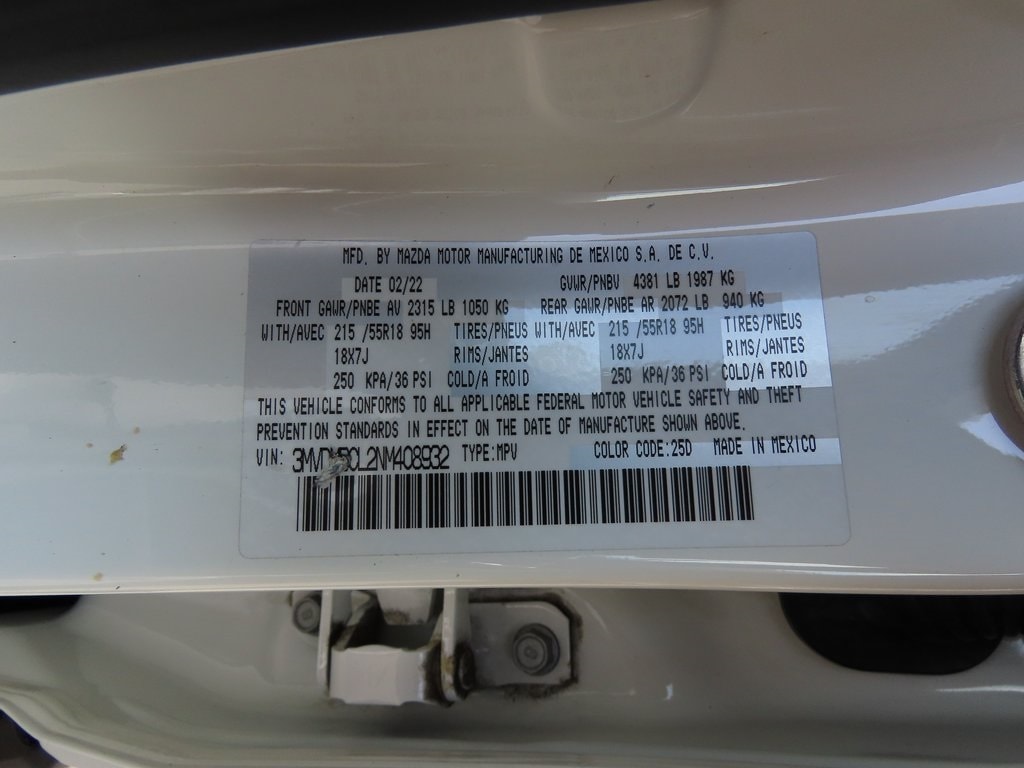 MFD. BY MAZDA MOTOR MANUFACTURING DE MEXICO S.A. DE C.V.
DATE 02/22 GVWR/PNBV 4381 LB 1987 KG
FRONT GAWR/PNBE AV 2315 LB 1050 KG REAR GAWR/PNBE AR 2072 LB 940 KG
WITH/AVEC 215 /55R18 95H TIRES/PNEUS WITH/AVEC 215 /55R18 95H TIRES/PNEUS
18X7J RIMS/JANTES 18X7J RIMS/JANTES
250 KPA/36 PSI COLD/A FROID 250 KPA/36 PSI COLD/A FROID
THIS VEHICLE CONFORMS TO ALL APPLICABLE FEDERAL MOTOR VEHICLE SAFETY AND THEFT
PREVENTION STANDARDS IN EFFECT ON THE DATE OF MANUFACTURE SHOWN ABOVE.
VIN: TYPE:MPV COLOR CODE:25D MADE IN MEXICO